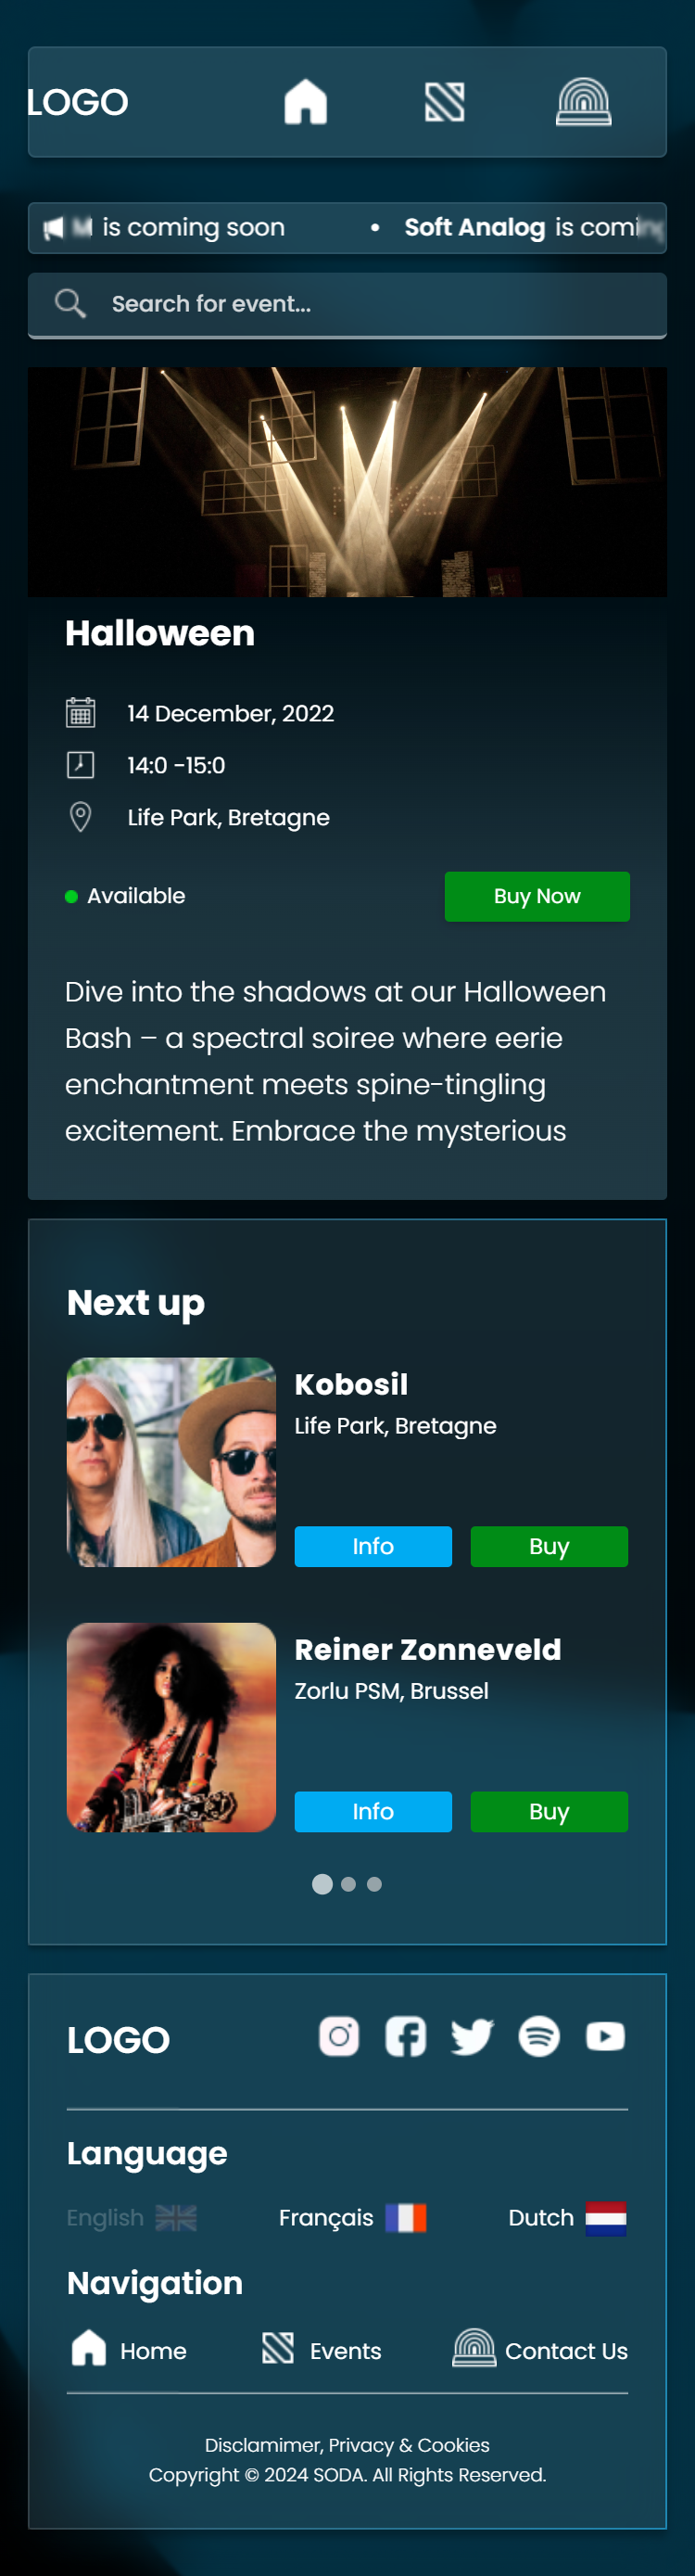 LOGO
is coming soon • Soft Analog is coming
Search for event...
Halloween
14 December, 2022
14:0 -15:0
Life Park, Bretagne
Available
Buy Now
Dive into the shadows at our Halloween
Bash – a spectral soiree where eerie
enchantment meets spine-tingling
excitement. Embrace the mysterious
Next up
Kobosil
Life Park, Bretagne
Info
Buy
Reiner Zonneveld
Zorlu PSM, Brussel
Info
Buy
LOGO
Language
English
Français
Dutch
Navigation
Home
Events
Contact Us
Disclamimer, Privacy & Cookies
Copyright © 2024 SODA. All Rights Reserved.